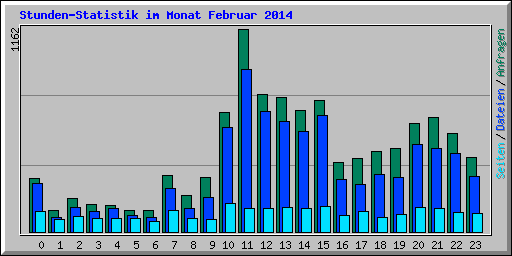 Stunden-Statistik im Monat Februar 2014
1162
Seiten / Dateien / Anfragen
0 1 2 3 4 5 6 7 8 9 10 11 12 13 14 15 16 17 18 19 20 21 22 23